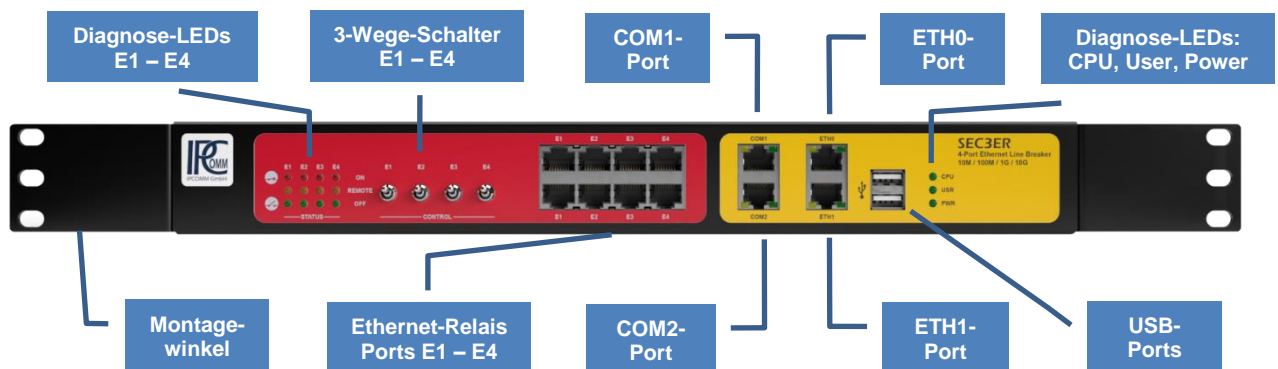 Diagnose-LEDs
E1 – E4
3-Wege-Schalter
E1 – E4
COM1-
Port
ETH0-
Port
Diagnose-LEDs:
CPU, User, Power
IPCOMM
IPCOMM GmbH
E1 E2 E3 E4
ON
REMOTE
OFF
STATUS
E1 E2 E3 E4
CONTROL
E1 E2 E3 E4
E1 E2 E3 E4
COM1
COM2
ETH0
ETH1
SEC3ER
4-Port Ethernet Line Breaker
10M / 100M / 1G / 10G
CPU
USR
PWR
Montage-
winkel
Ethernet-Relais
Ports E1 – E4
COM2-
Port
ETH1-
Port
USB-
Ports